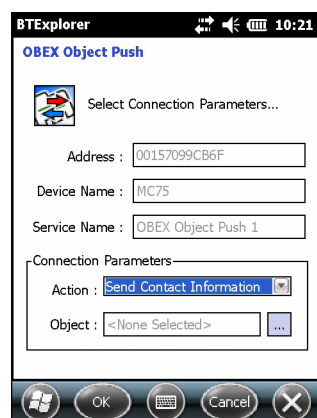 BTExplorer 10:21
OBEX Object Push
Select Connection Parameters...
Address : 00157099CB6F
Device Name : MC75
Service Name : OBEX Object Push 1
Connection Parameters
Action : Send Contact Information
Object : <None Selected> ...
OK Cancel